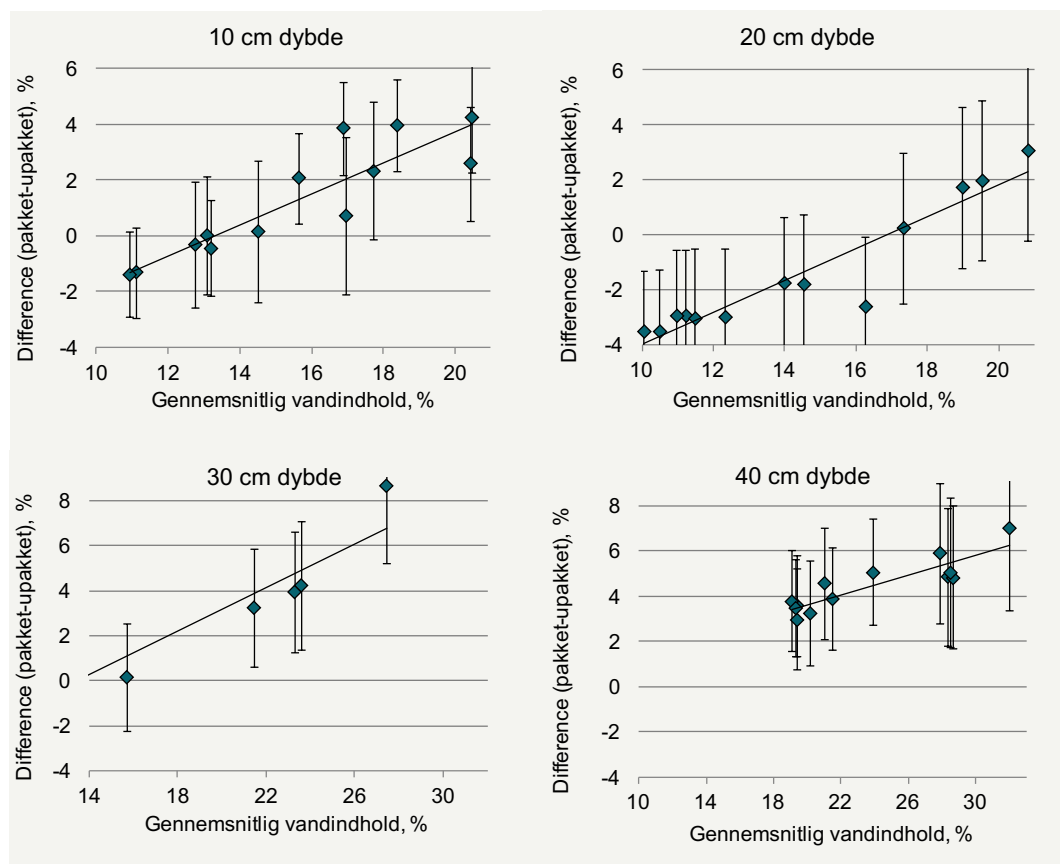 10 cm dybde
Difference (pakket-upakket), %
6
4
2
0
-2
-4
10 12 14 16 18 20
Gennemsnitlig vandindhold, %
20 cm dybde
Difference (pakket-upakket), %
6
4
2
0
-2
-4
10 12 14 16 18 20
Gennemsnitlig vandindhold, %
30 cm dybde
Difference (pakket-upakket), %
8
6
4
2
0
-2
-4
14 18 22 26 30
Gennemsnitlig vandindhold, %
40 cm dybde
Difference (pakket-upakket), %
8
6
4
2
0
-2
-4
10 14 18 22 26 30
Gennemsnitlig vandindhold, %